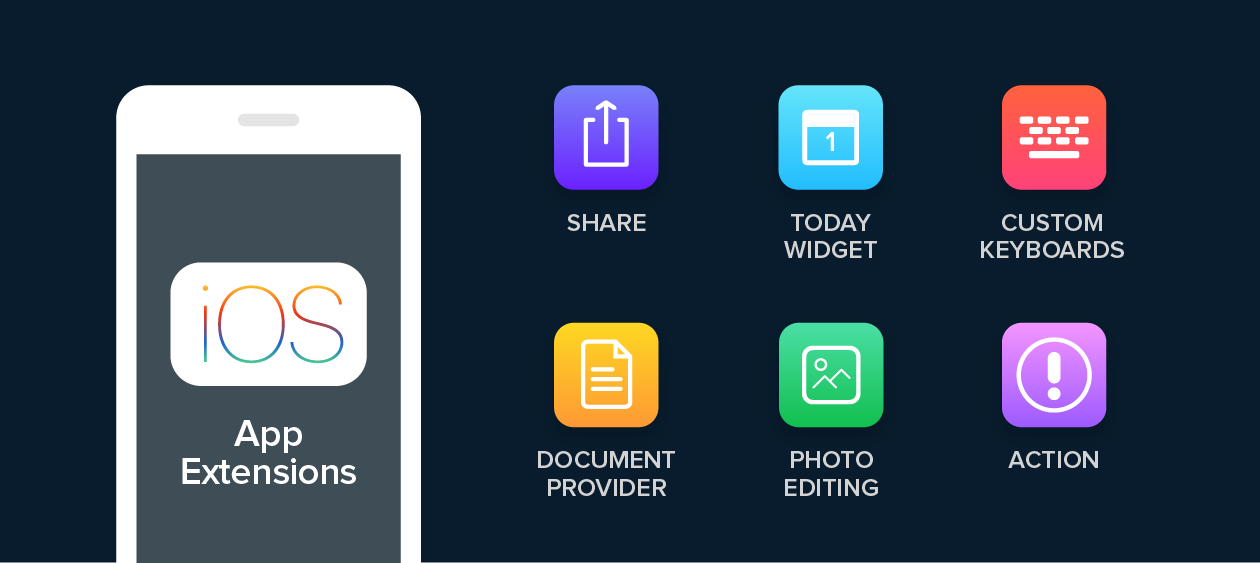 iOS
App
Extensions
SHARE
1
TODAY
WIDGET
CUSTOM
KEYBOARDS
DOCUMENT
PROVIDER
PHOTO
EDITING
ACTION